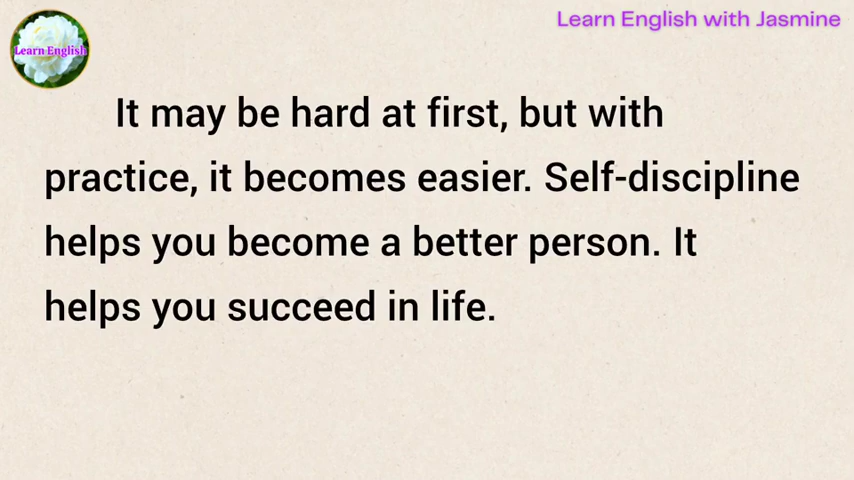 Learn English with Jasmine
Learn English
It may be hard at first, but with
practice, it becomes easier. Self-discipline
helps you become a better person. It
helps you succeed in life.